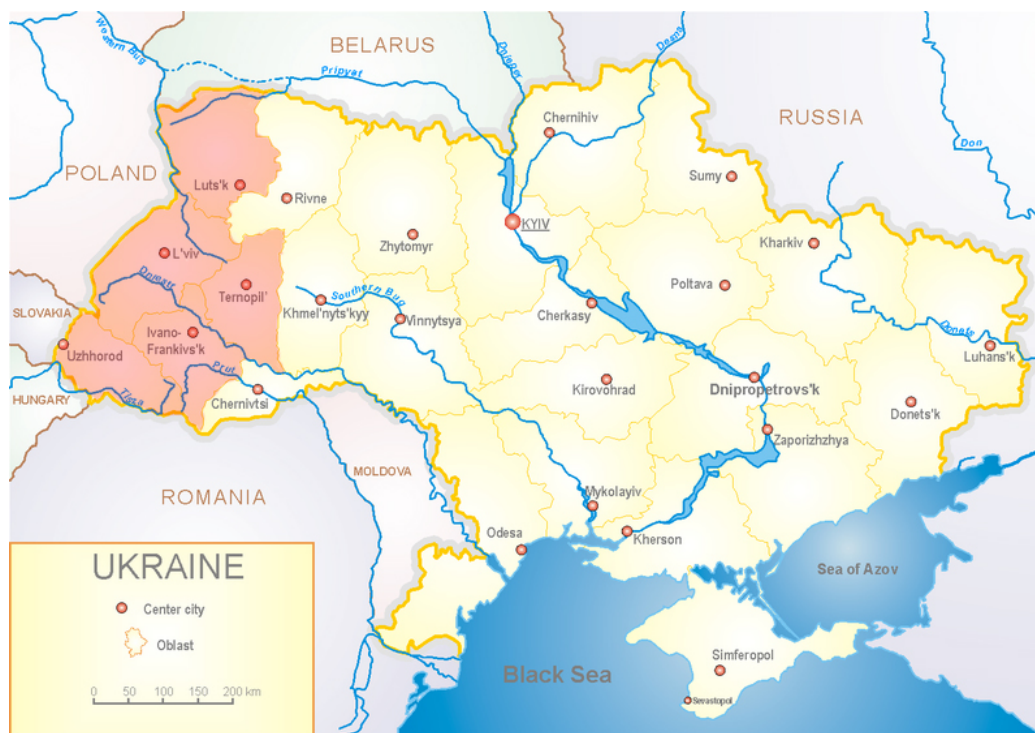 BELARUS
Western Bug
Pripyat
Dnieper
Desna
RUSSIA
Don
POLAND
Chernihiv
Sumy
Luts'k
Rivne
KYIV
Zhytomyr
Kharkiv
L'viv
Dnister
Ternopil'
Southern Bug
Khmel'nyts'kyy
Vinnytsya
Cherkasy
Poltava
SLOVAKIA
Uzhhorod
Ivano-
Frankivs'k
Prut
Donets
Luhans'k
HUNGARY
Tisza
Chernivtsi
Kirovohrad
Dnipropetrovs'k
Donets'k
Zaporizhzhya
MOLDOVA
ROMANIA
Mykolayiv
Odesa
Kherson
Sea of Azov
UKRAINE
Center city
Oblast
0 50 100 150 200 km
Black Sea
Simferopol
Sevastopol